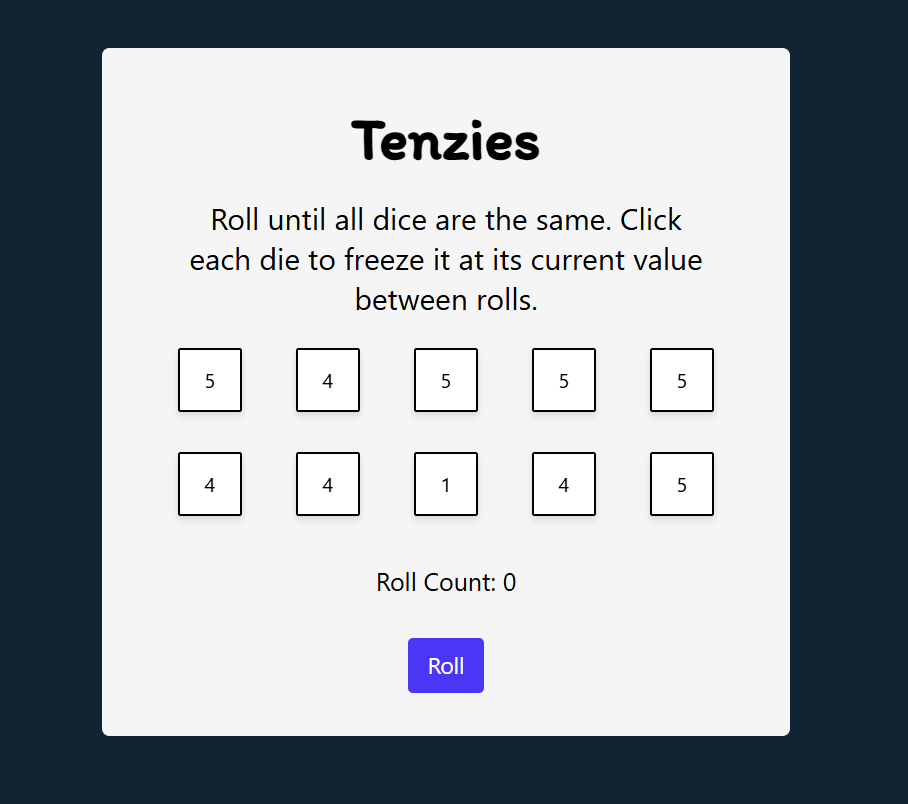 Tenzies
Roll until all dice are the same. Click
each die to freeze it at its current value
between rolls.
5 4 5 5 5
4 4 1 4 5
Roll Count: 0
Roll